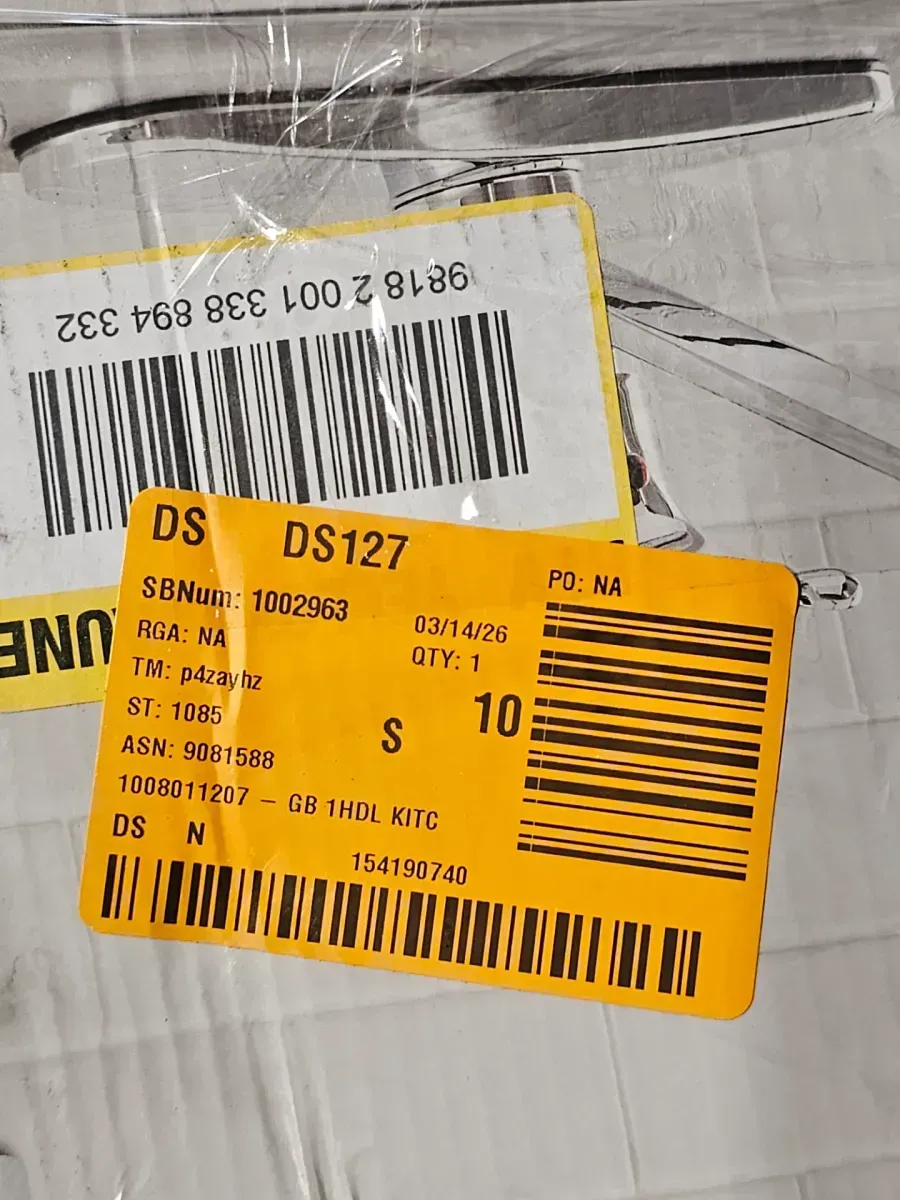 9818 2 001 338 894 332
DS DS127
SBNum: 1002963
PO: NA
RGA: NA
03/14/26
TM: p4zayhz
QTY: 1
ST: 1085
S
10
ASN: 9081588
1008011207 – GB 1HDL KITC
DS N
154190740